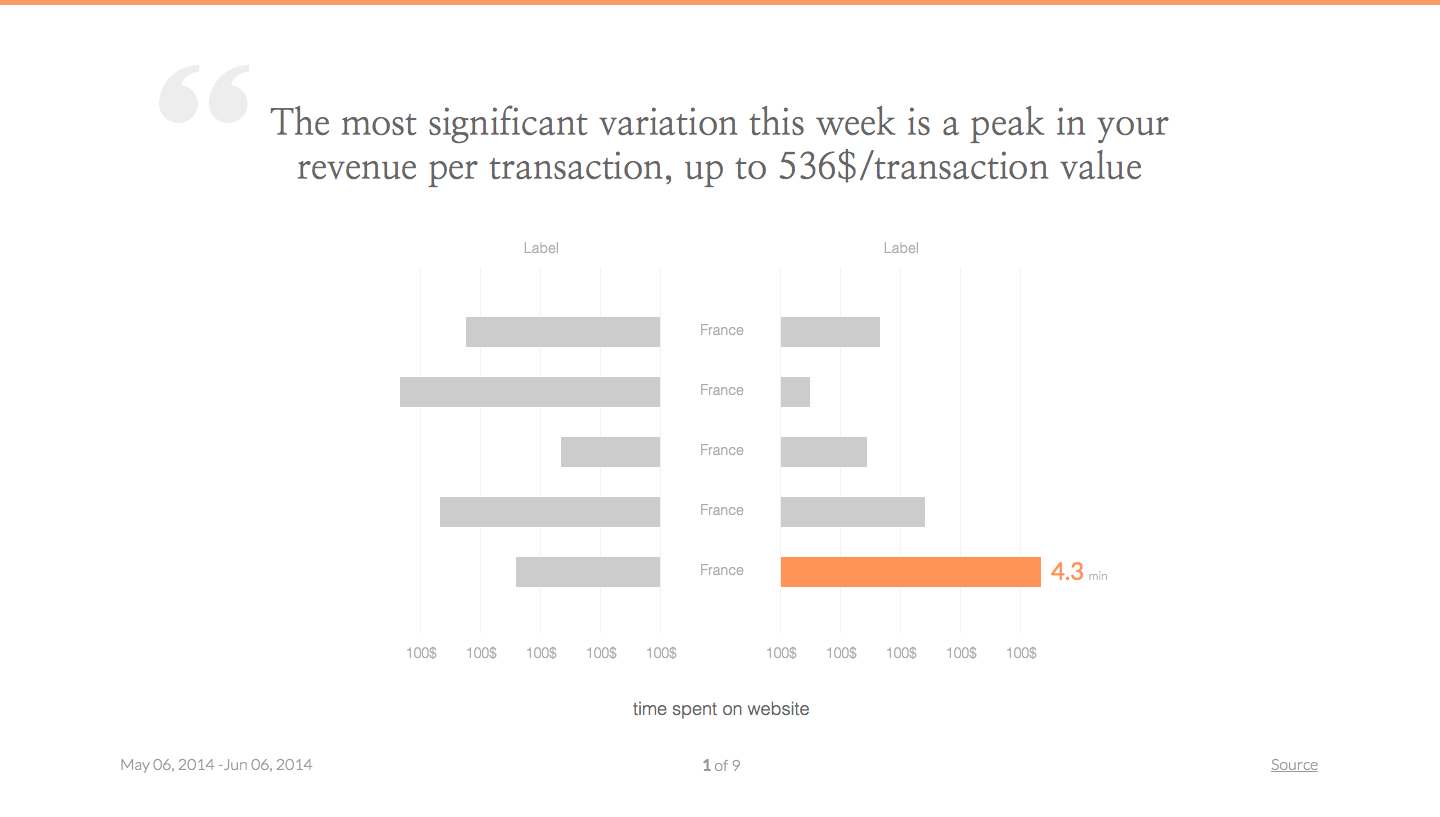 “
The most significant variation this week is a peak in your
revenue per transaction, up to 536$/transaction value
Label Label
France
France
France
France
France 4.3 min
100$ 100$ 100$ 100$ 100$ 100$ 100$ 100$ 100$ 100$
time spent on website
May 06, 2014 -Jun 06, 2014 1 of 9 Source